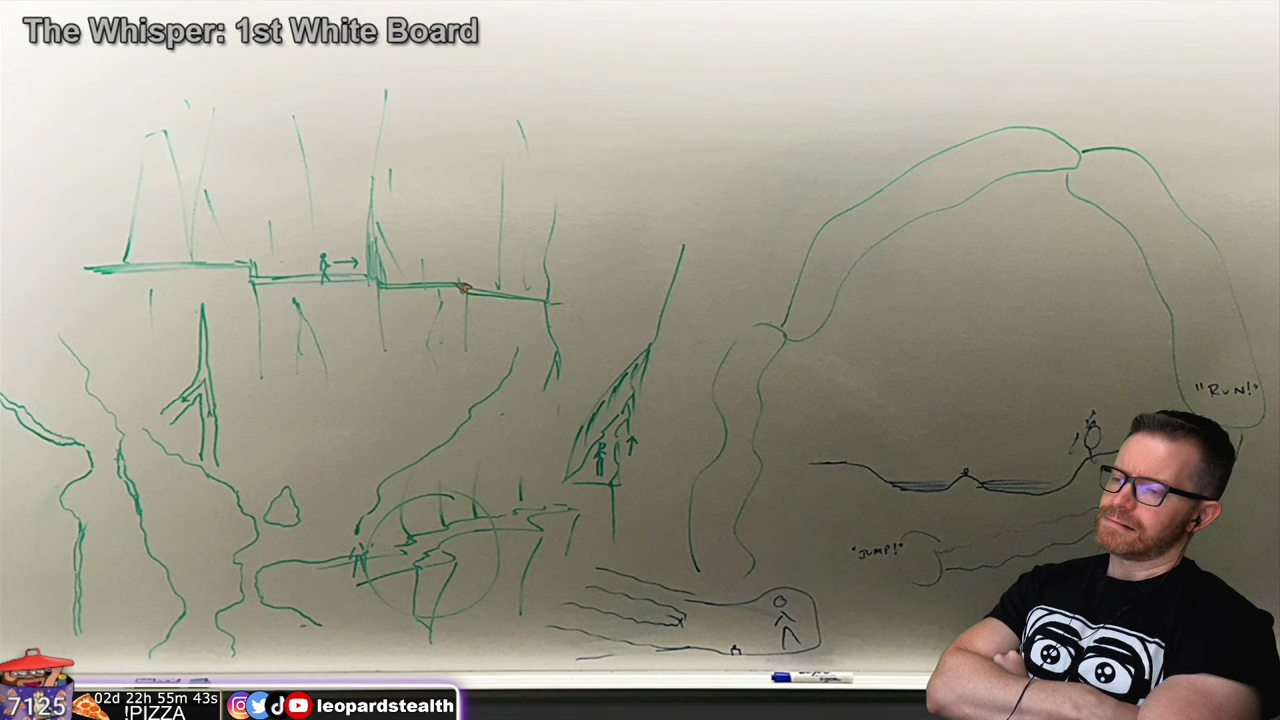 The Whisper: 1st White Board
"RUN!"
"JUMP!"
7125
02d 22h 55m 43s
!PIZZA
leopardstealth